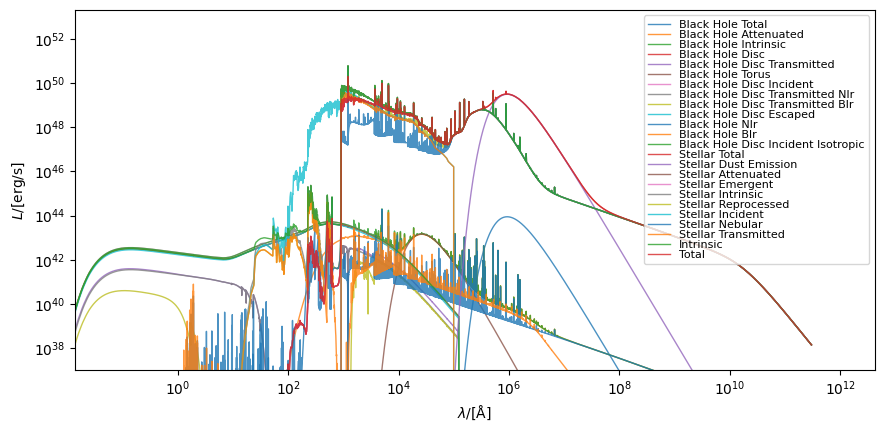 10^52
10^50
10^48
10^46
10^44
10^42
10^40
10^38
L/[erg/s]
10^0
10^2
10^4
10^6
10^8
10^10
10^12
λ/[Å]
Black Hole Total
Black Hole Attenuated
Black Hole Intrinsic
Black Hole Disc
Black Hole Disc Transmitted
Black Hole Torus
Black Hole Disc Incident
Black Hole Disc Transmitted Nlr
Black Hole Disc Transmitted Blr
Black Hole Disc Escaped
Black Hole Nlr
Black Hole Blr
Black Hole Disc Incident Isotropic
Stellar Total
Stellar Dust Emission
Stellar Attenuated
Stellar Emergent
Stellar Intrinsic
Stellar Reprocessed
Stellar Incident
Stellar Nebular
Stellar Transmitted
Intrinsic
Total